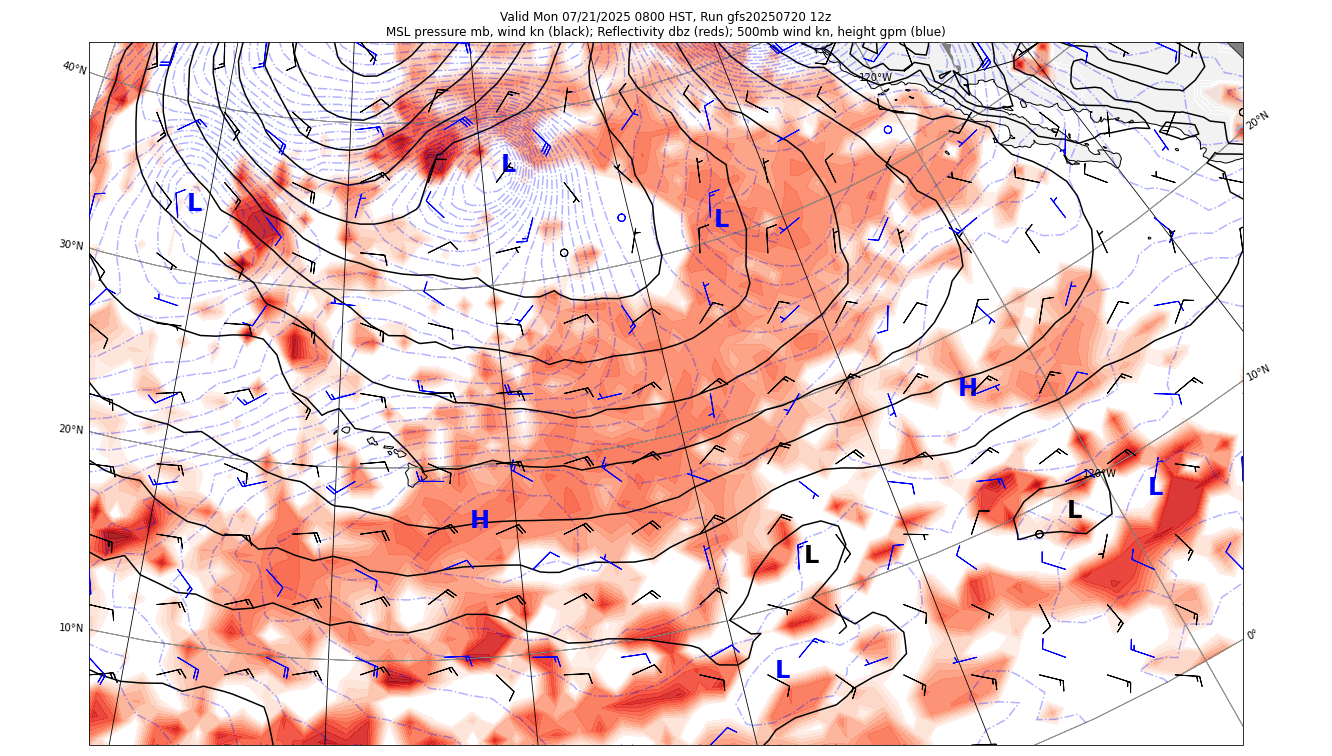 Valid Mon 07/21/2025 0800 HST, Run gfs20250720 12z
MSL pressure mb, wind kn (black); Reflectivity dbz (reds); 500mb wind kn, height gpm (blue)
40°N
120°W
20°N
L
L
L
30°N
10°N
H
20°N
120°W
L
L
H
L
10°N
0°
L